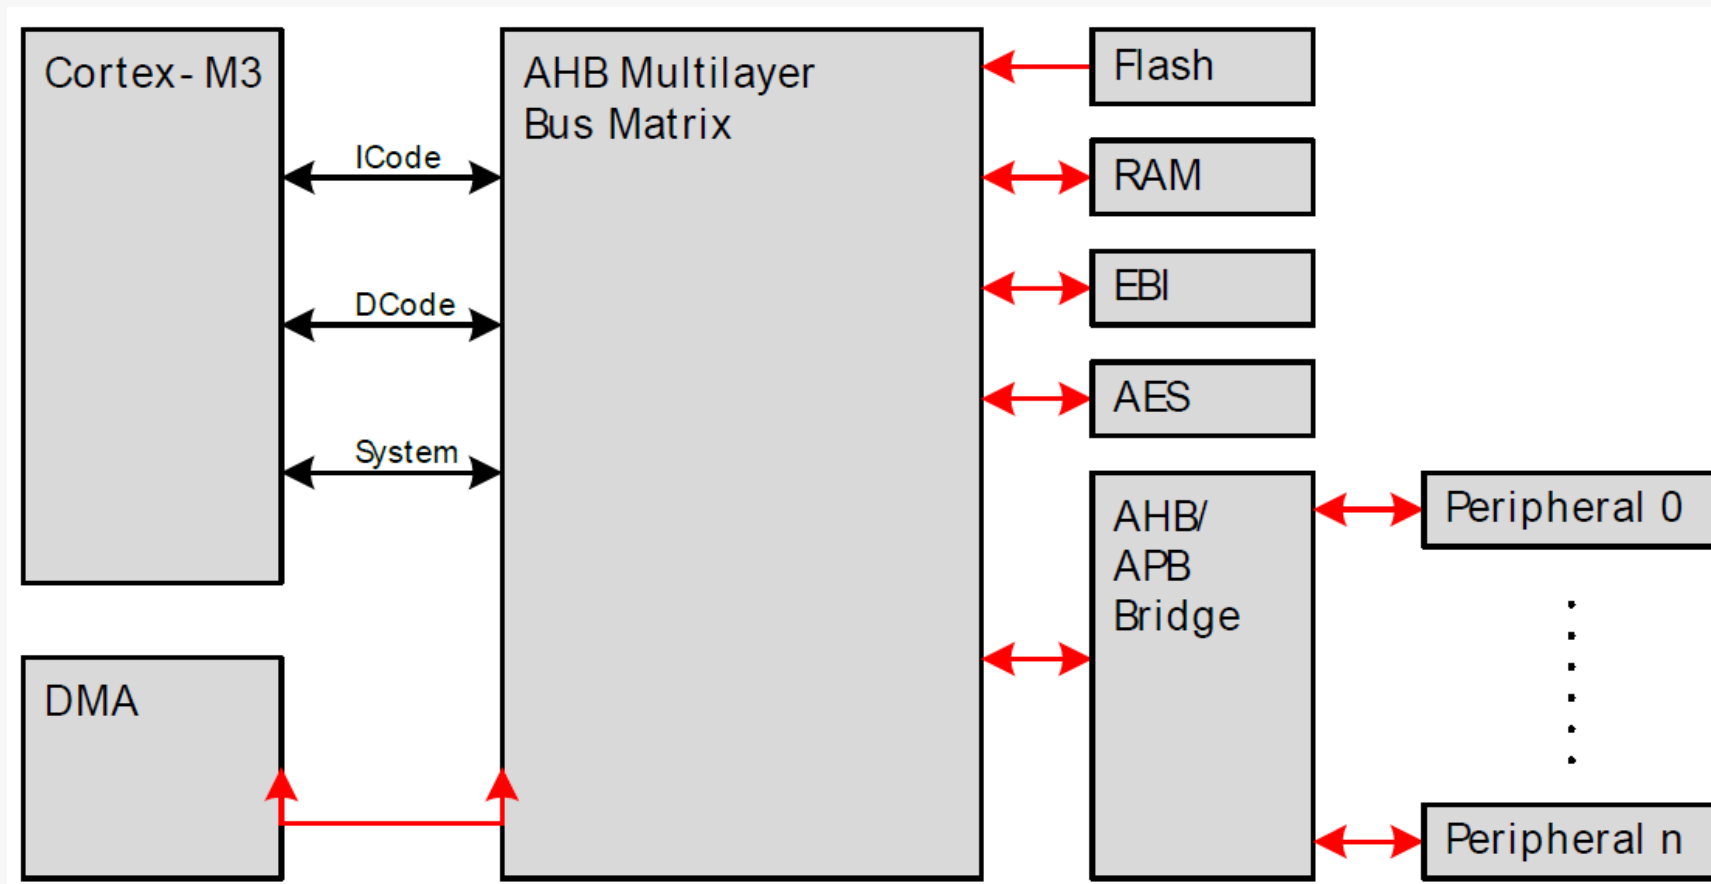 Cortex- M3
AHB Multilayer
Bus Matrix
ICode
DCode
System
DMA
Flash
RAM
EBI
AES
AHB/
APB
Bridge
Peripheral 0
Peripheral n